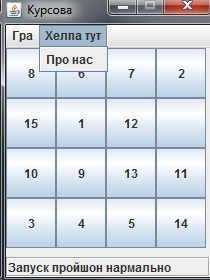 Курсова
Гра Хелпа тут
Про нас
8 6 7 2
15 1 12
10 9 13 11
3 4 5 14
Запуск пройшон нармально